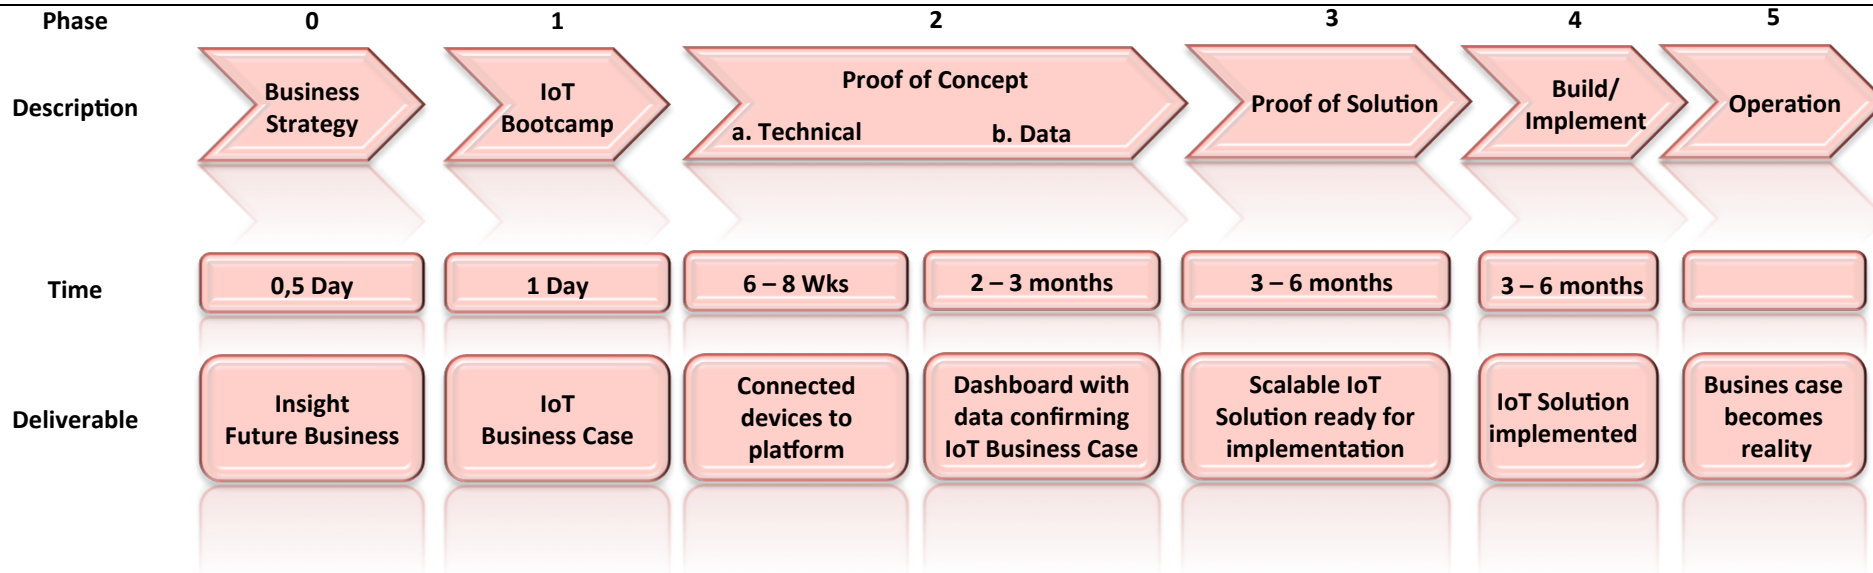 Phase 0 1 2 3 4 5
Description
Business
Strategy
IoT
Bootcamp
Proof of Concept
a. Technical b. Data
Proof of Solution
Build/
Implement
Operation
Time 0,5 Day 1 Day 6 – 8 Wks 2 – 3 months 3 – 6 months 3 – 6 months
Deliverable
Insight
Future Business
IoT
Business Case
Connected
devices to
platform
Dashboard with
data confirming
IoT Business Case
Scalable IoT
Solution ready for
implementation
IoT Solution
implemented
Busines case
becomes
reality